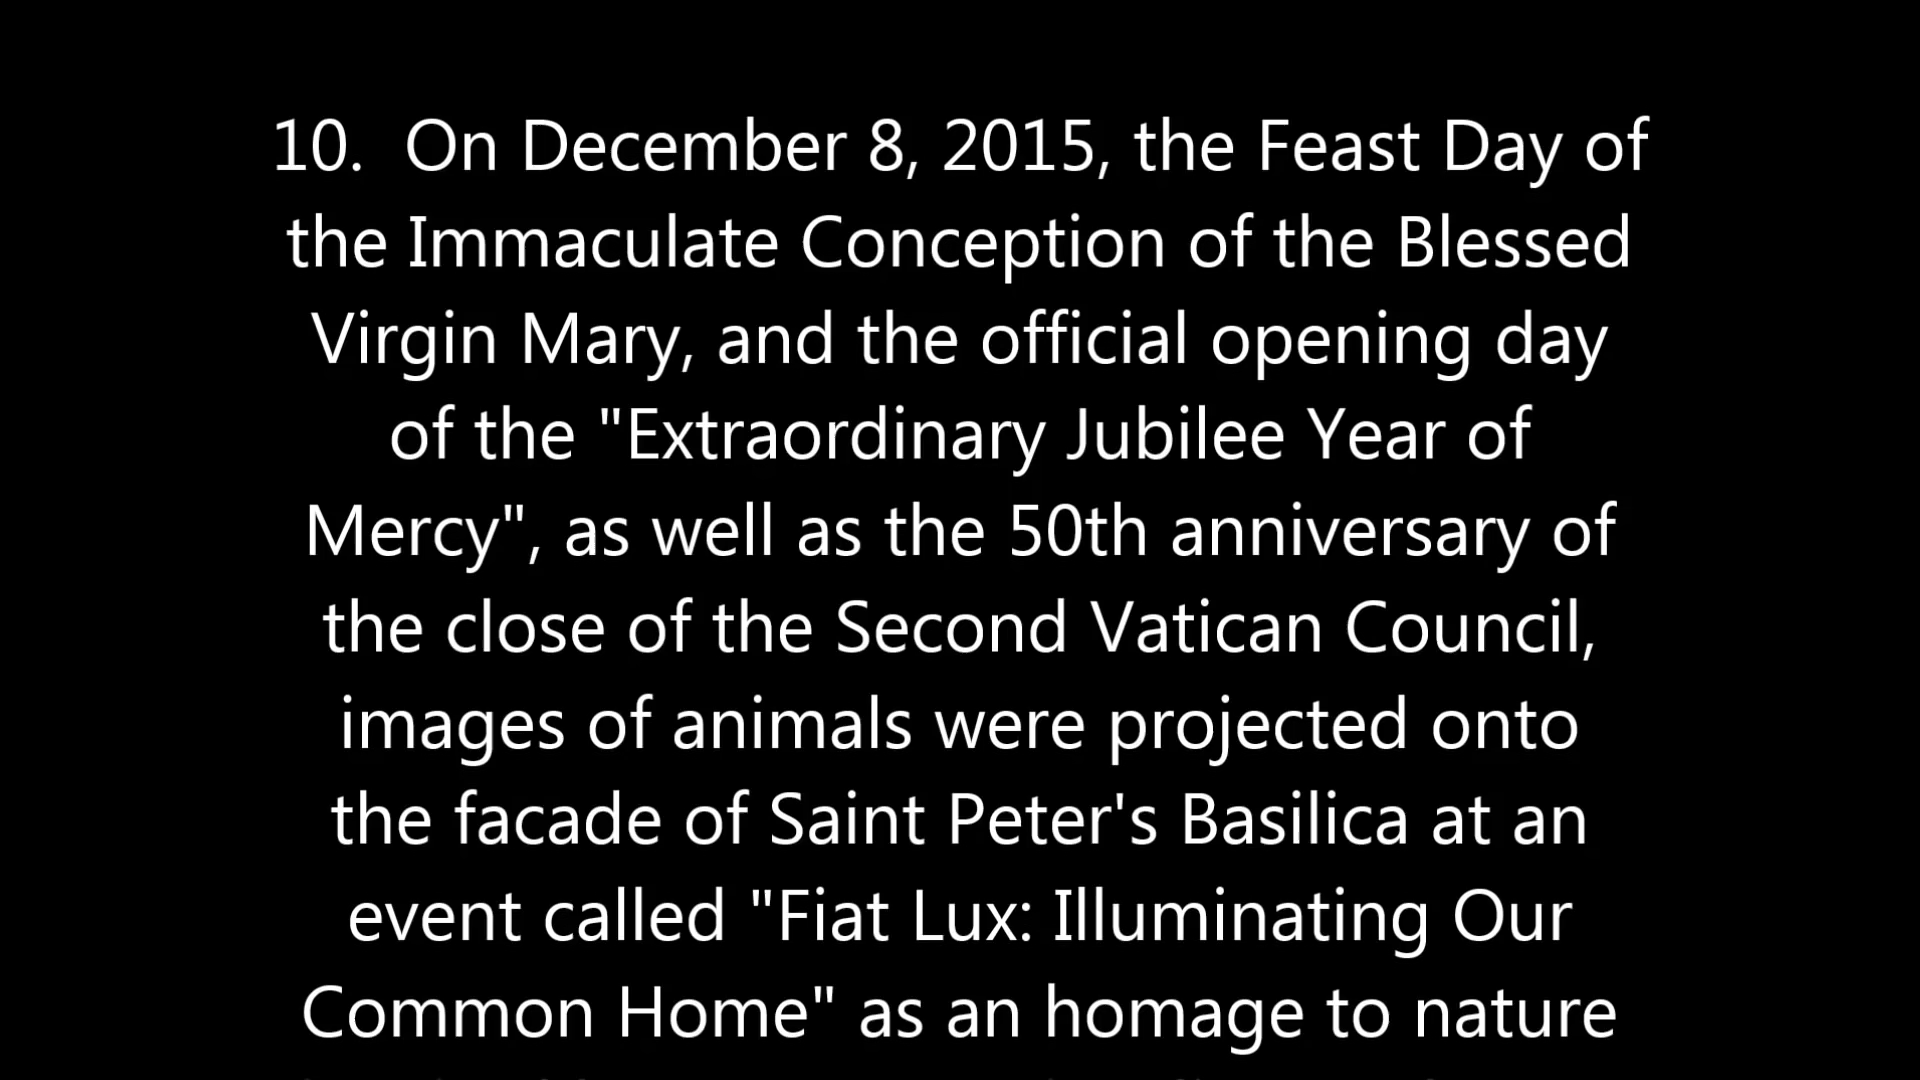 10.  On December 8, 2015, the Feast Day of
the Immaculate Conception of the Blessed
Virgin Mary, and the official opening day
of the "Extraordinary Jubilee Year of
Mercy", as well as the 50th anniversary of
the close of the Second Vatican Council,
images of animals were projected onto
the facade of Saint Peter's Basilica at an
event called "Fiat Lux: Illuminating Our
Common Home" as an homage to nature